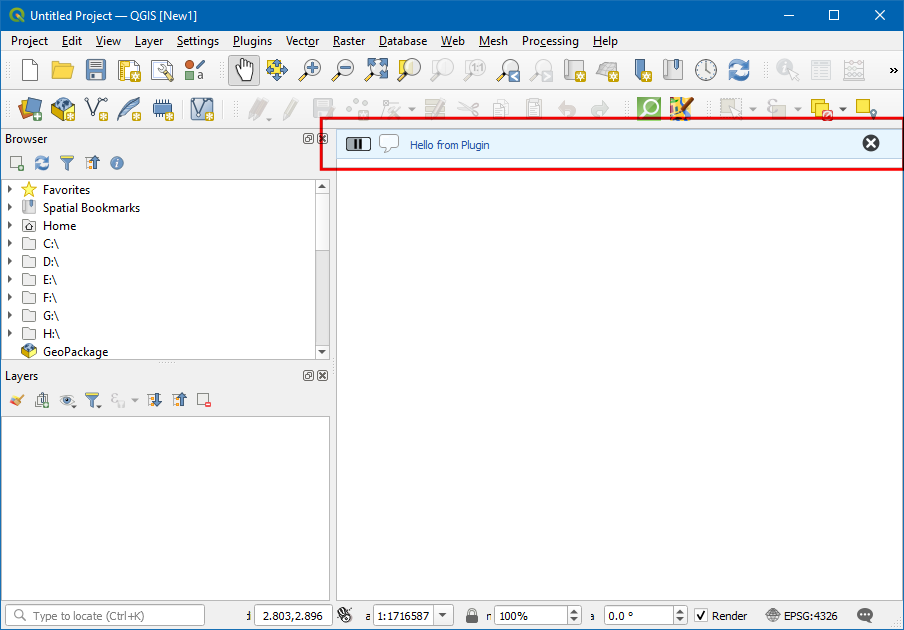 Untitled Project — QGIS [New1]
Project Edit View Layer Settings Plugins Vector Raster Database Web Mesh Processing Help
1:1
a
»
Browser
Hello from Plugin
Favorites
Spatial Bookmarks
Home
C:\
D:\
E:\
F:\
G:\
H:\
GeoPackage
Layers
Type to locate (Ctrl+K)
2.803,2.896
1:1716587
100%
0.0 °
Render
EPSG:4326